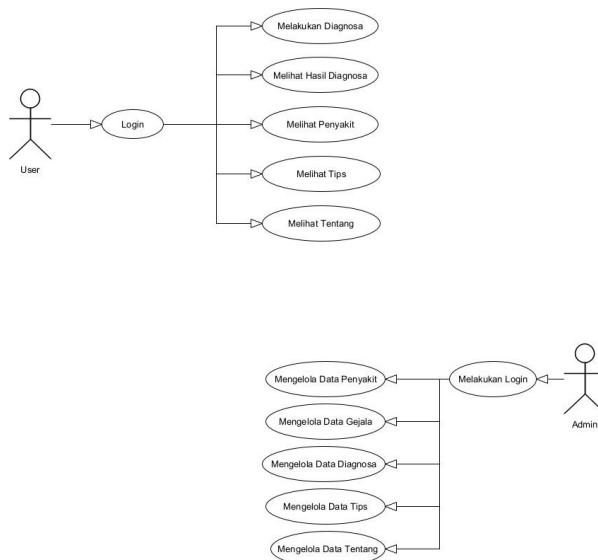 Melakukan Diagnosa
Melihat Hasil Diagnosa
Login
Melihat Penyakit
User
Melihat Tips
Melihat Tentang
Mengelola Data Penyakit
Melakukan Login
Admin
Mengelola Data Gejala
Mengelola Data Diagnosa
Mengelola Data Tips
Mengelola Data Tentang